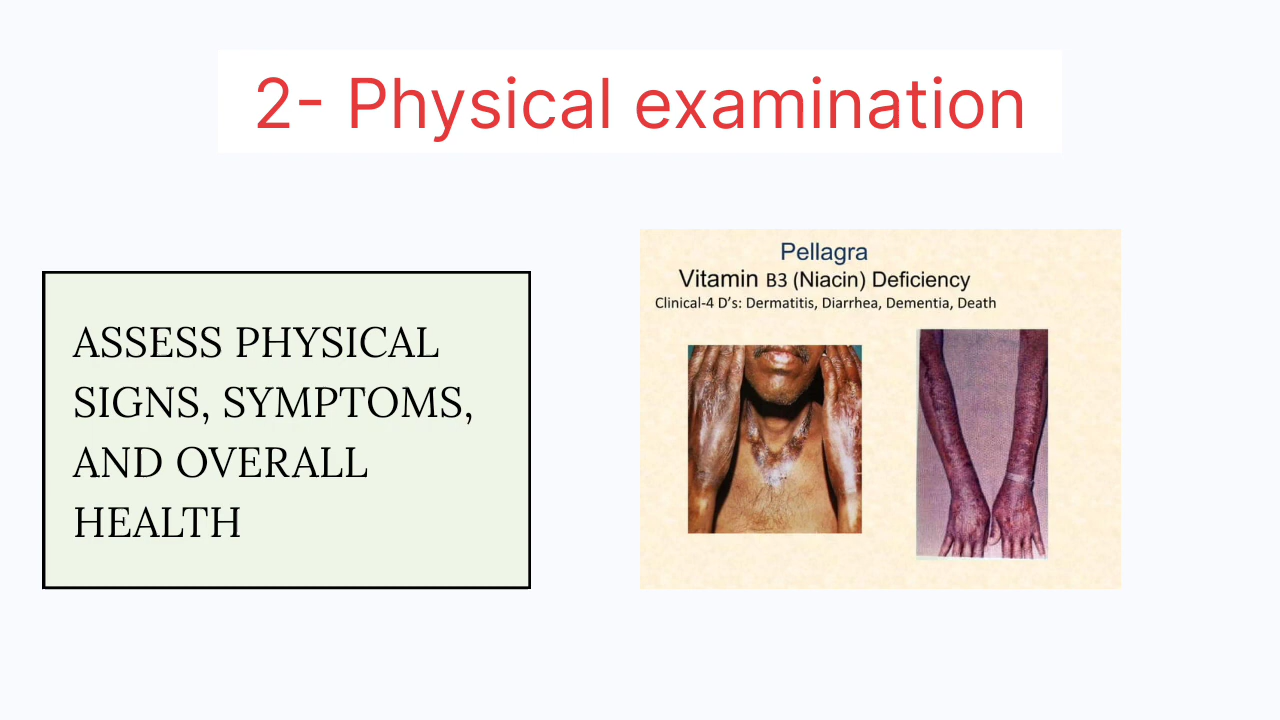 2- Physical examination
ASSESS PHYSICAL
SIGNS, SYMPTOMS,
AND OVERALL
HEALTH
Pellagra
Vitamin B3 (Niacin) Deficiency
Clinical-4 D’s: Dermatitis, Diarrhea, Dementia, Death